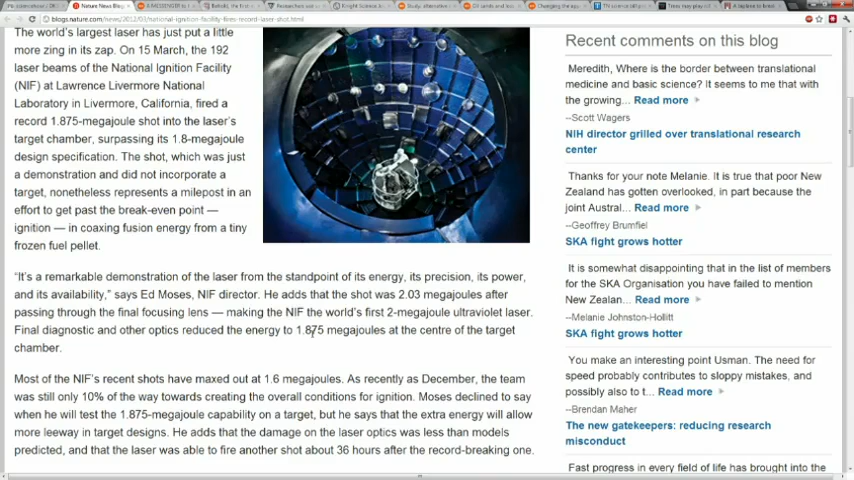 Nature News Blog
blogs.nature.com/news/2012/03/national-ignition-facility-fires-record-laser-shot.html
The world's largest laser has just put a little
more zing in its zap. On 15 March, the 192
laser beams of the National Ignition Facility
(NIF) at Lawrence Livermore National
Laboratory in Livermore, California, fired a
record 1.875-megajoule shot into the laser's
target chamber, surpassing its 1.8-megajoule
design specification. The shot, which was just
a demonstration and did not incorporate a
target, nonetheless represents a milepost in an
effort to get past the break-even point —
ignition — in coaxing fusion energy from a tiny
frozen fuel pellet.
"It's a remarkable demonstration of the laser from the standpoint of its energy, its precision, its power,
and its availability," says Ed Moses, NIF director. He adds that the shot was 2.03 megajoules after
passing through the final focusing lens — making the NIF the world's first 2-megajoule ultraviolet laser.
Final diagnostic and other optics reduced the energy to 1.875 megajoules at the centre of the target
chamber.
Most of the NIF's recent shots have maxed out at 1.6 megajoules. As recently as December, the team
was still only 10% of the way towards creating the overall conditions for ignition. Moses declined to say
when he will test the 1.875-megajoule capability on a target, but he says that the extra energy will allow
more leeway in target designs. He adds that the damage on the laser optics was less than models
predicted, and that the laser was able to fire another shot about 36 hours after the record-breaking one.
Recent comments on this blog
Meredith, Where is the border between translational
medicine and basic science? It seems to me that with
the growing... Read more
--Scott Wagers
NIH director grilled over translational research
center
Thanks for your note Melanie. It is true that poor New
Zealand has gotten overlooked, in part because the
joint Austral... Read more
--Geoffrey Brumfiel
SKA fight grows hotter
It is somewhat disappointing that in the list of members
for the SKA Organisation you have failed to mention
New Zealan... Read more
--Melanie Johnston-Hollitt
SKA fight grows hotter
You make an interesting point Usman. The need for
speed probably contributes to sloppy mistakes, and
possibly also to t... Read more
--Brendan Maher
The new gatekeepers: reducing research
misconduct
Fast progress in every field of life has brought into the